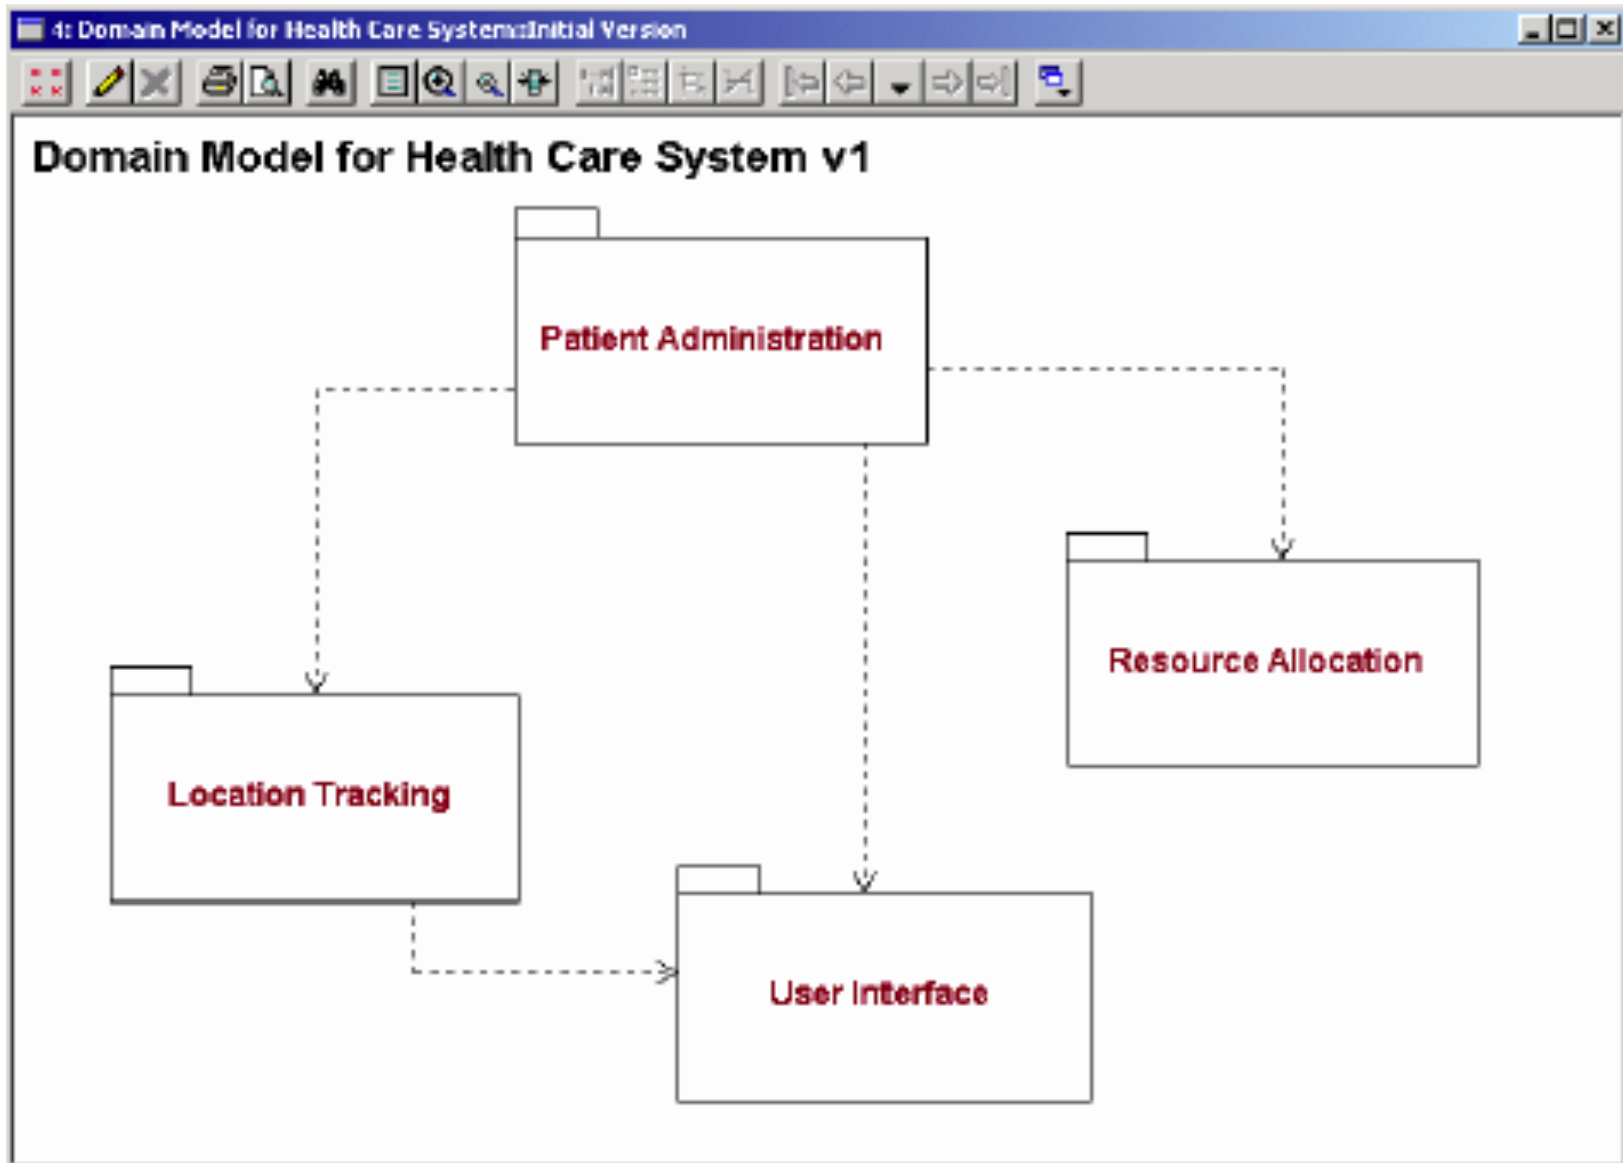 4: Domain Model for Health Care System::Initial Version
Domain Model for Health Care System v1
Patient Administration
Resource Allocation
Location Tracking
User Interface